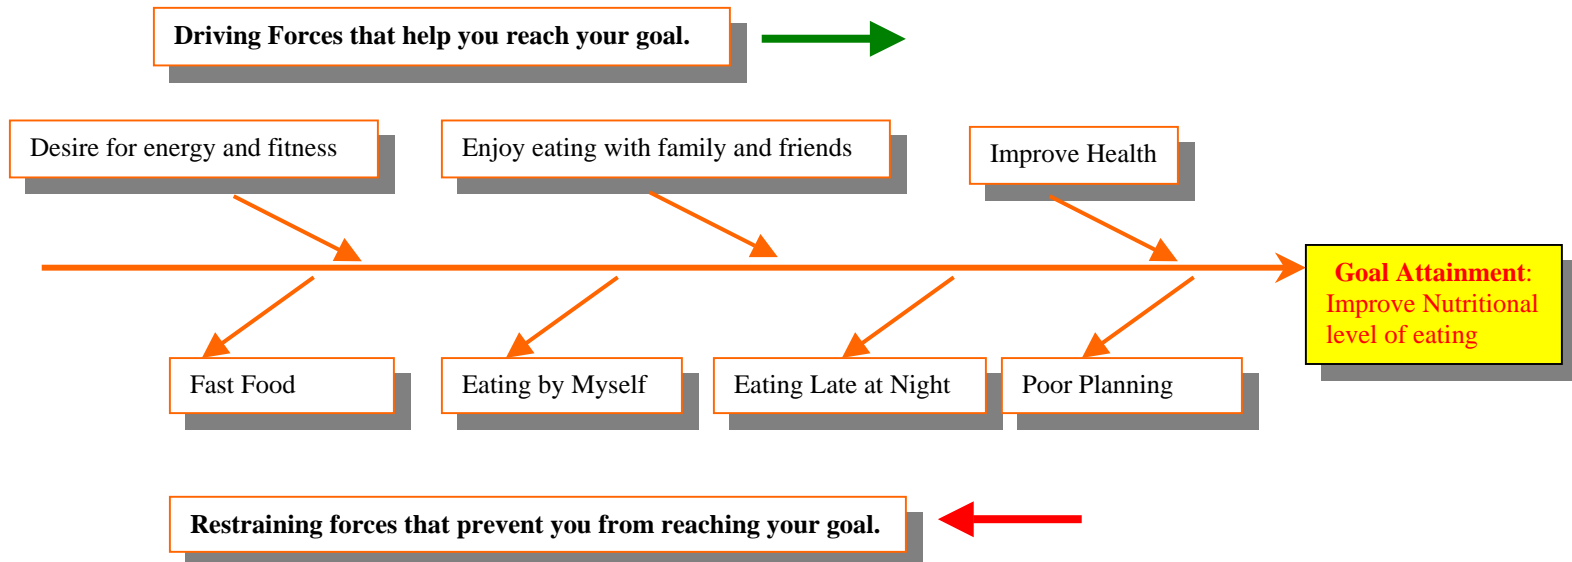 Driving Forces that help you reach your goal.
Desire for energy and fitness
Enjoy eating with family and friends
Improve Health
Goal Attainment:
Improve Nutritional
level of eating
Fast Food
Eating by Myself
Eating Late at Night
Poor Planning
Restraining forces that prevent you from reaching your goal.